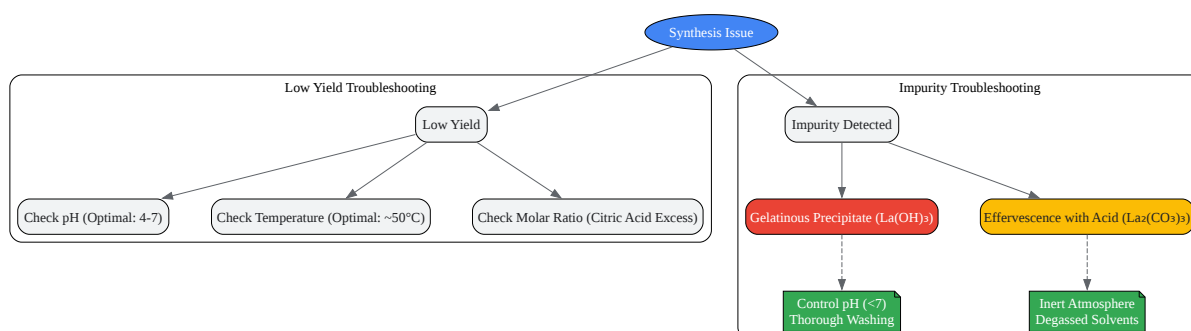 Synthesis Issue
Low Yield Troubleshooting
Impurity Troubleshooting
Low Yield
Impurity Detected
Check pH (Optimal: 4-7)
Check Temperature (Optimal: ~50°C)
Check Molar Ratio (Citric Acid Excess)
Gelatinous Precipitate (La(OH)₃)
Effervescence with Acid (La₂(CO₃)₃)
Control pH (<7)
Thorough Washing
Inert Atmosphere
Degassed Solvents